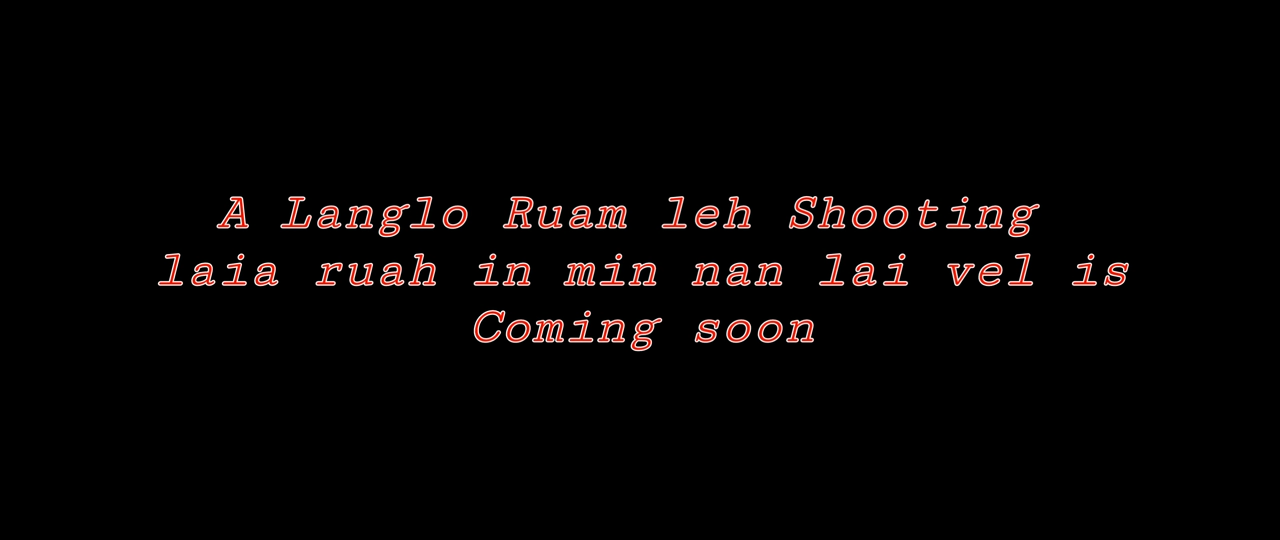 A Langlo Ruam leh Shooting
laia ruah in min nan lai vel is
Coming soon